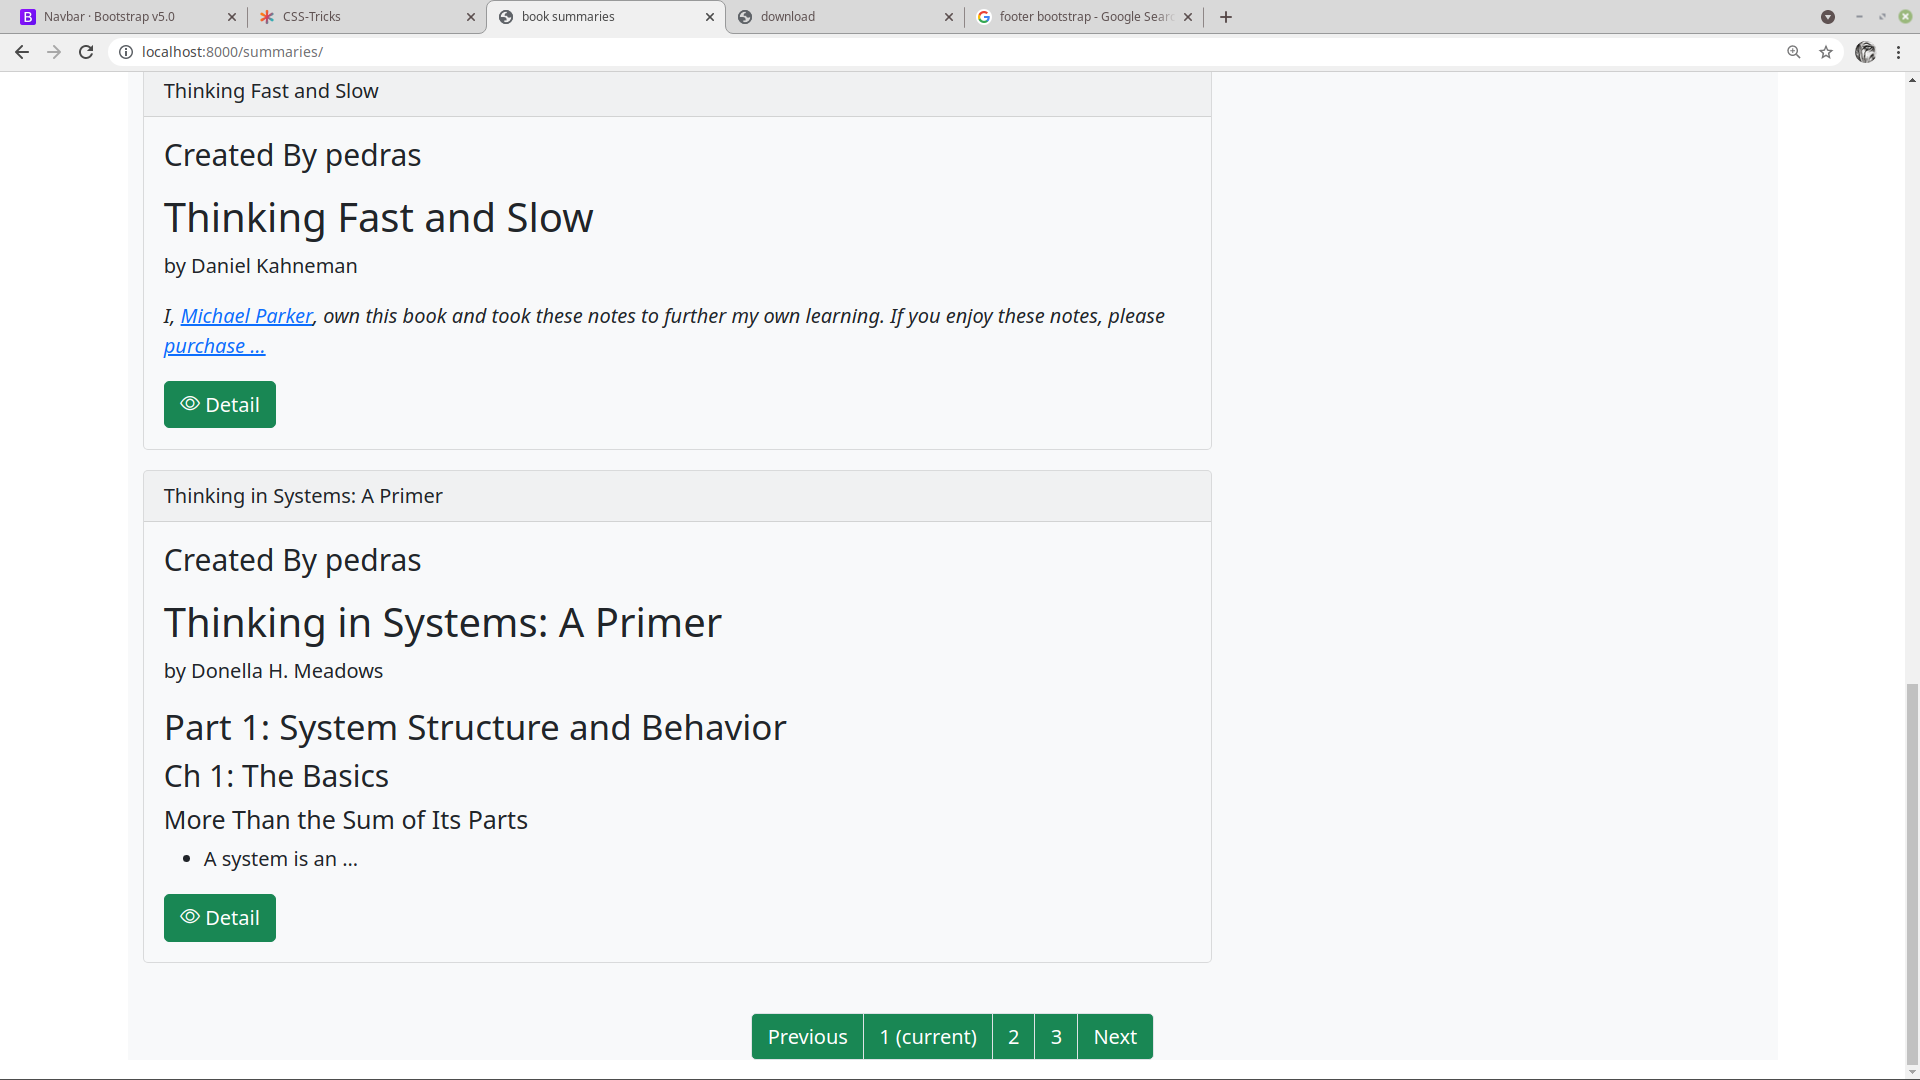 Navbar · Bootstrap v5.0
CSS-Tricks
book summaries
download
footer bootstrap - Google Sear
localhost:8000/summaries/
Thinking Fast and Slow
Created By pedras
Thinking Fast and Slow
by Daniel Kahneman
I, Michael Parker, own this book and took these notes to further my own learning. If you enjoy these notes, please
purchase ...
Detail
Thinking in Systems: A Primer
Created By pedras
Thinking in Systems: A Primer
by Donella H. Meadows
Part 1: System Structure and Behavior
Ch 1: The Basics
More Than the Sum of Its Parts
• A system is an ...
Detail
Previous 1 (current) 2 3 Next